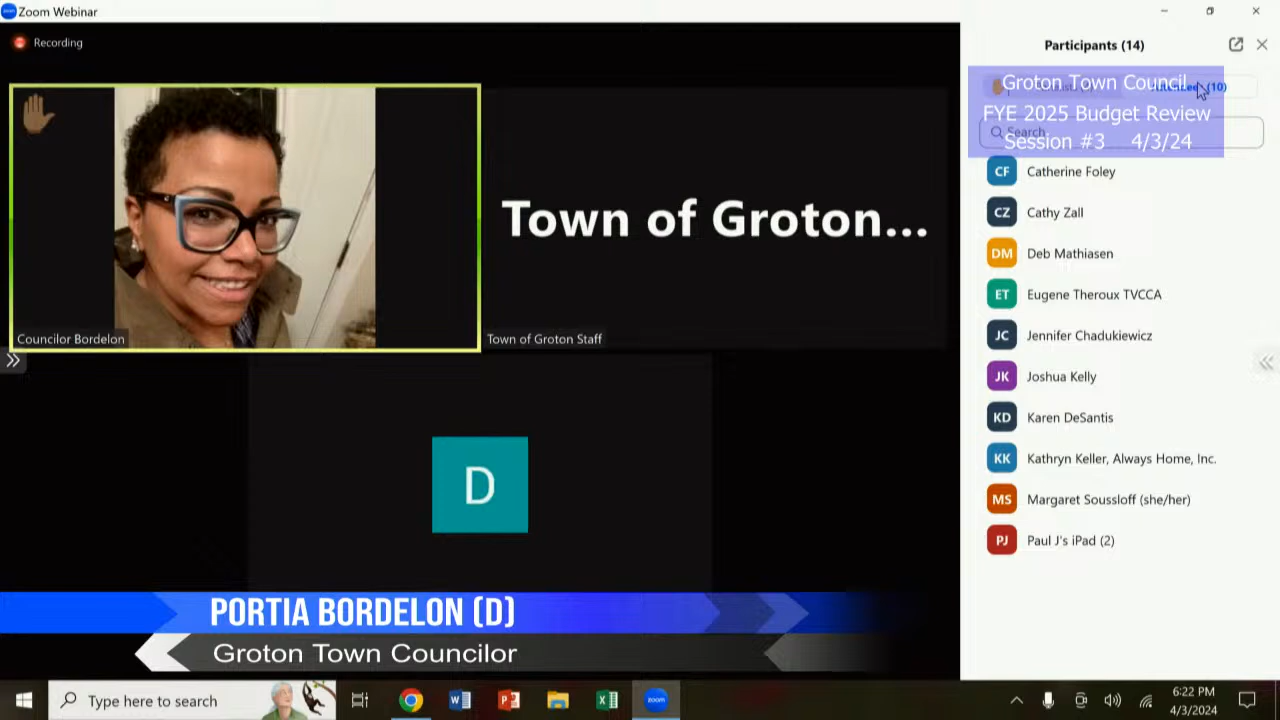 zoom
Zoom Webinar
Recording
Councilor Bordelon
Town of Groton...
Town of Groton Staff
D
PORTIA BORDELON (D)
Groton Town Councilor
Participants (14)
Groton Town Council
(10)
FYE 2025 Budget Review
Search
Session #3 4/3/24
CF Catherine Foley
CZ Cathy Zall
DM Deb Mathiasen
ET Eugene Theroux TVCCA
JC Jennifer Chadukiewicz
JK Joshua Kelly
KD Karen DeSantis
KK Kathryn Keller, Always Home, Inc.
MS Margaret Soussloff (she/her)
PJ Paul J's iPad (2)
Type here to search
W
P
X
zoom
6:22 PM
4/3/2024